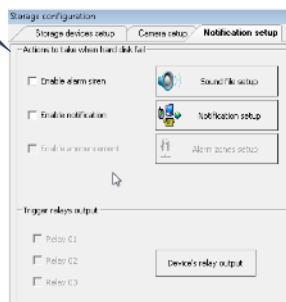 Storage configuration
Storage devices setup Camera setup Notification setup
Actions to take when hard disk fail
Enable alarm siren Sound file setup
Enable notification Notification setup
Enable announcement Alarm zones setup
Trigger relays output
Relay 01
Relay 02 Device's relay output
Relay 03